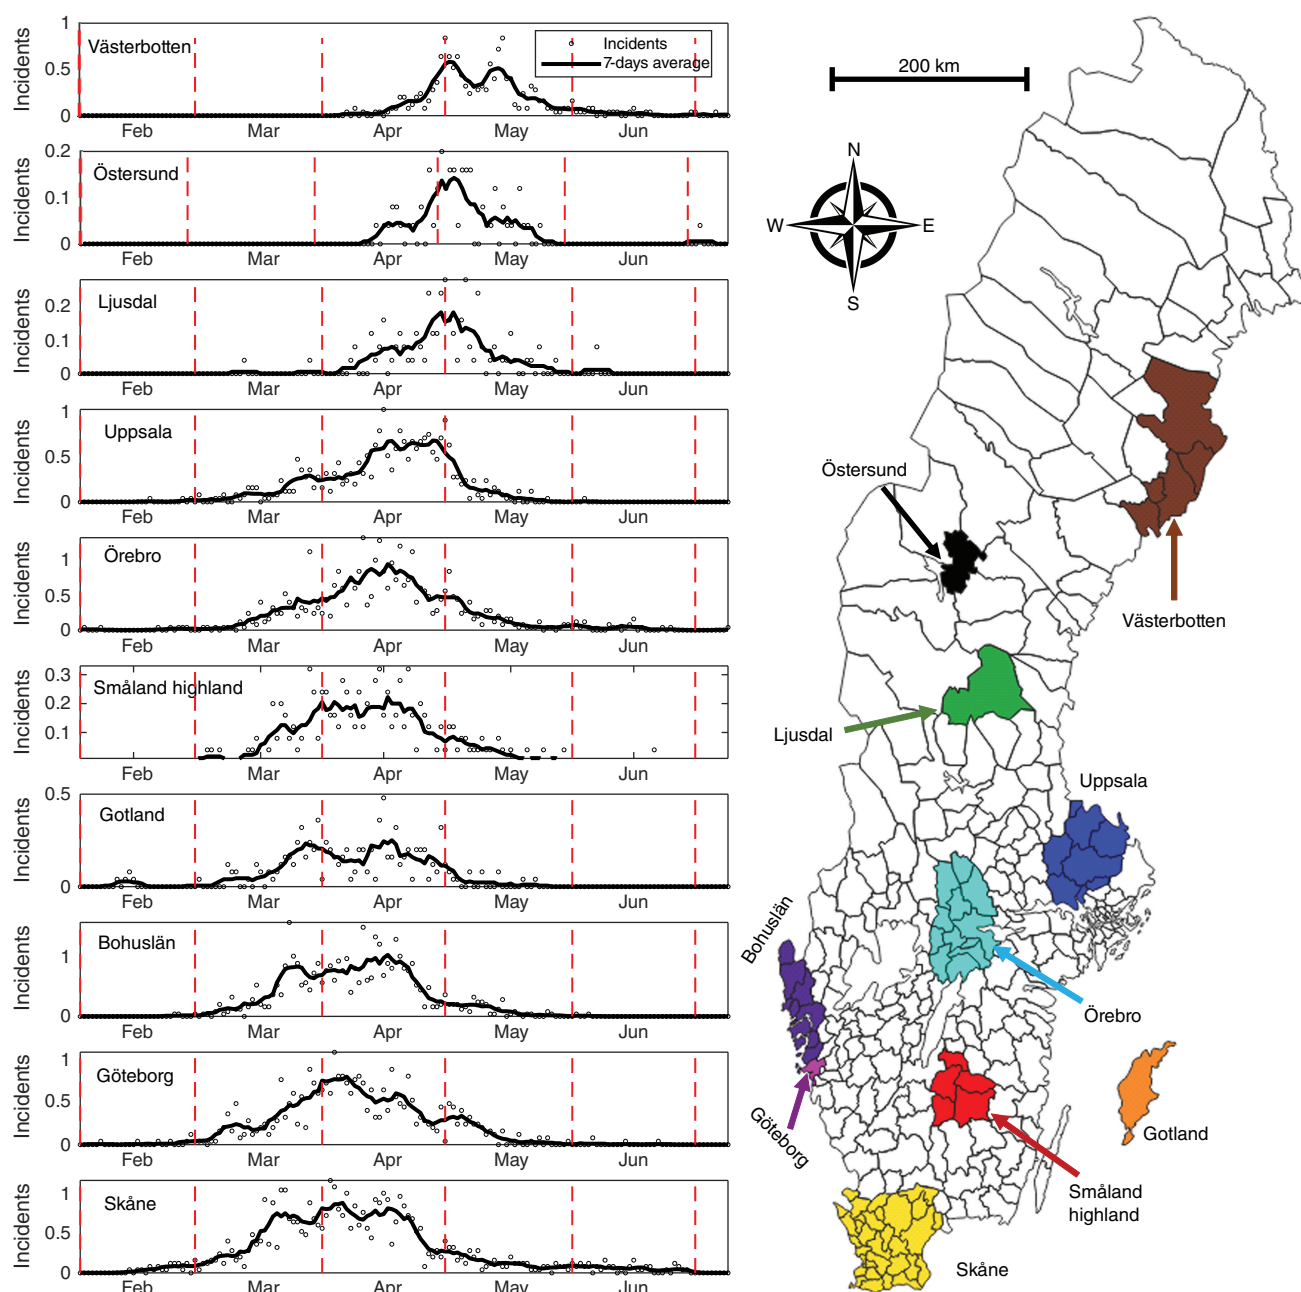 Västerbotten
Incidents
7-days average
Incidents
1
0.5
0
Feb Mar Apr May Jun
Östersund
Incidents
0.2
0.1
0
Feb Mar Apr May Jun
Ljusdal
Incidents
0.2
0.1
0
Feb Mar Apr May Jun
Uppsala
Incidents
1
0.5
0
Feb Mar Apr May Jun
Örebro
Incidents
1
0.5
0
Feb Mar Apr May Jun
Småland highland
Incidents
0.3
0.2
0.1
Feb Mar Apr May Jun
Gotland
Incidents
0.5
0
Feb Mar Apr May Jun
Bohuslän
Incidents
1
0
Feb Mar Apr May Jun
Göteborg
Incidents
1
0.5
0
Feb Mar Apr May Jun
Skåne
Incidents
1
0.5
0
Feb Mar Apr May Jun
200 km
N
W
E
S
Östersund
Västerbotten
Ljusdal
Uppsala
Bohuslän
Örebro
Göteborg
Gotland
Småland
highland
Skåne